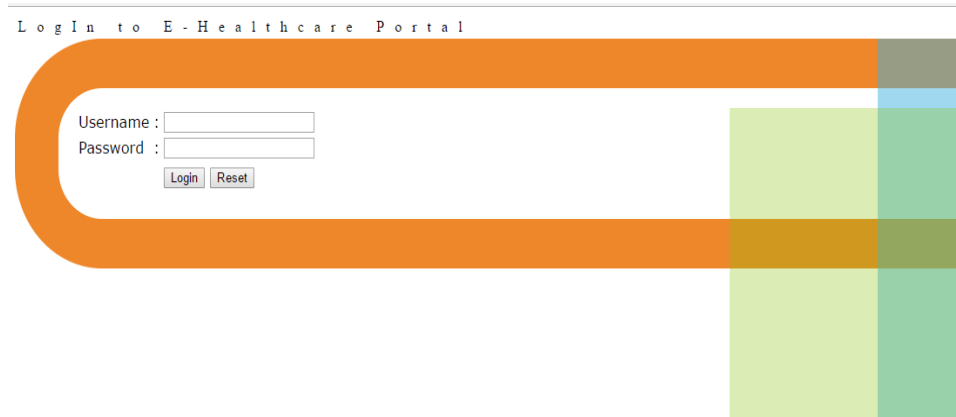 LogIn to E-Healthcare Portal
Username :
Password :
Login Reset